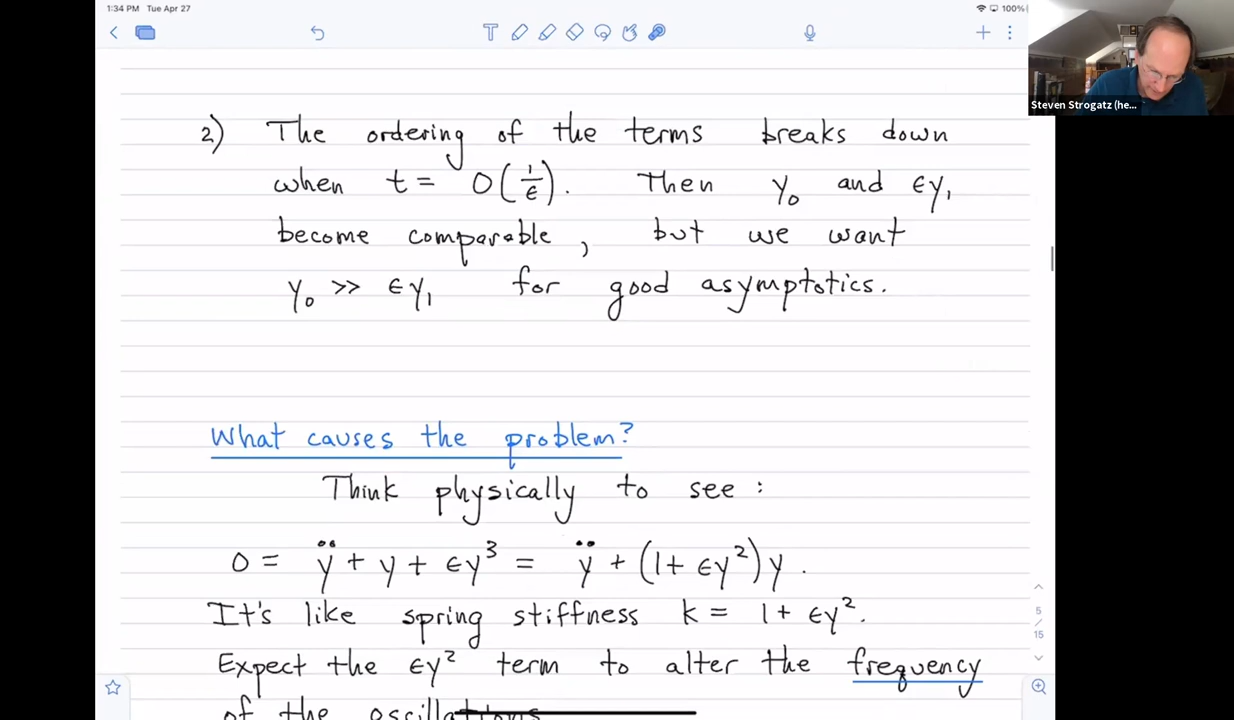 1:34 PM Tue Apr 27
100%
Steven Strogatz (he...
2) The ordering of the terms breaks down
when t = O(1/ϵ). Then y₀ and ϵy₁
become comparable, but we want
y₀ >> ϵy₁ for good asymptotics.
What causes the problem?
Think physically to see :
0 = ÿ + y + ϵy³ = ÿ + (1 + ϵy²)y.
It's like spring stiffness k = 1 + ϵy².
5
/
15
Expect the ϵy² term to alter the frequency
of the oscillations